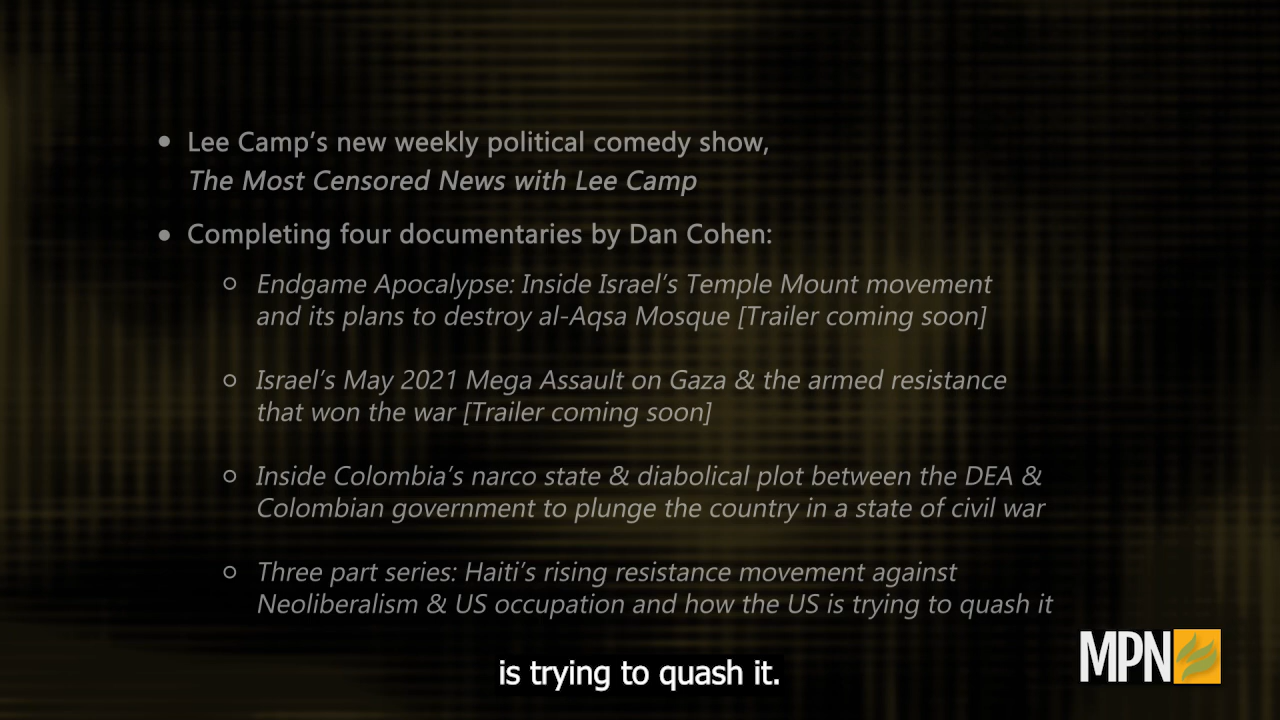 • Lee Camp’s new weekly political comedy show,
The Most Censored News with Lee Camp
• Completing four documentaries by Dan Cohen:
○ Endgame Apocalypse: Inside Israel’s Temple Mount movement
and its plans to destroy al-Aqsa Mosque [Trailer coming soon]
○ Israel’s May 2021 Mega Assault on Gaza & the armed resistance
that won the war [Trailer coming soon]
○ Inside Colombia’s narco state & diabolical plot between the DEA &
Colombian government to plunge the country in a state of civil war
○ Three part series: Haiti’s rising resistance movement against
Neoliberalism & US occupation and how the US is trying to quash it
is trying to quash it.
MPN